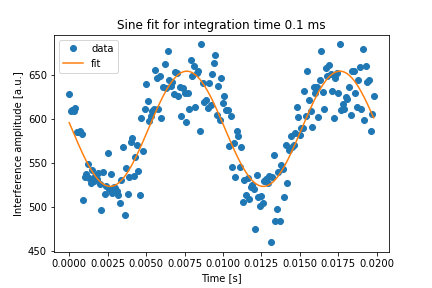 Sine fit for integration time 0.1 ms
data
fit
Interference amplitude [a.u.]
650
600
550
500
450
0.0000 0.0025 0.0050 0.0075 0.0100 0.0125 0.0150 0.0175 0.0200
Time [s]